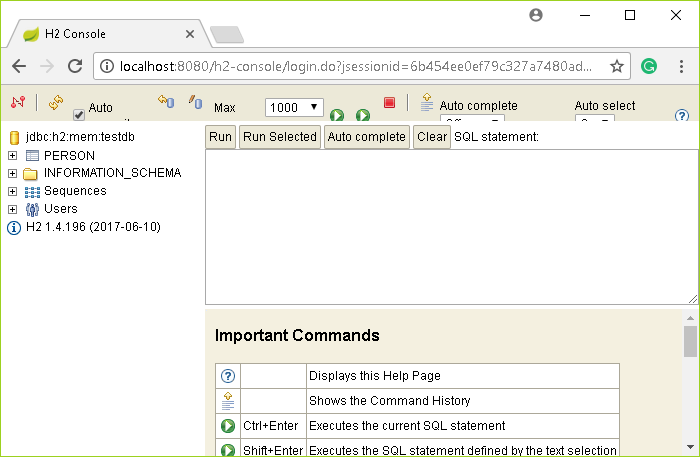 H2 Console
localhost:8080/h2-console/login.do?jsessionid=6b454ee0ef79c327a7480ad...
Auto
Max
1000
Auto complete
Auto select
jdbc:h2:mem:testdb
PERSON
INFORMATION_SCHEMA
Sequences
Users
H2 1.4.196 (2017-06-10)
Run Run Selected Auto complete Clear SQL statement:
Important Commands
Displays this Help Page
Shows the Command History
Ctrl+Enter Executes the current SQL statement
Shift+Enter Executes the SQL statement defined by the text selection